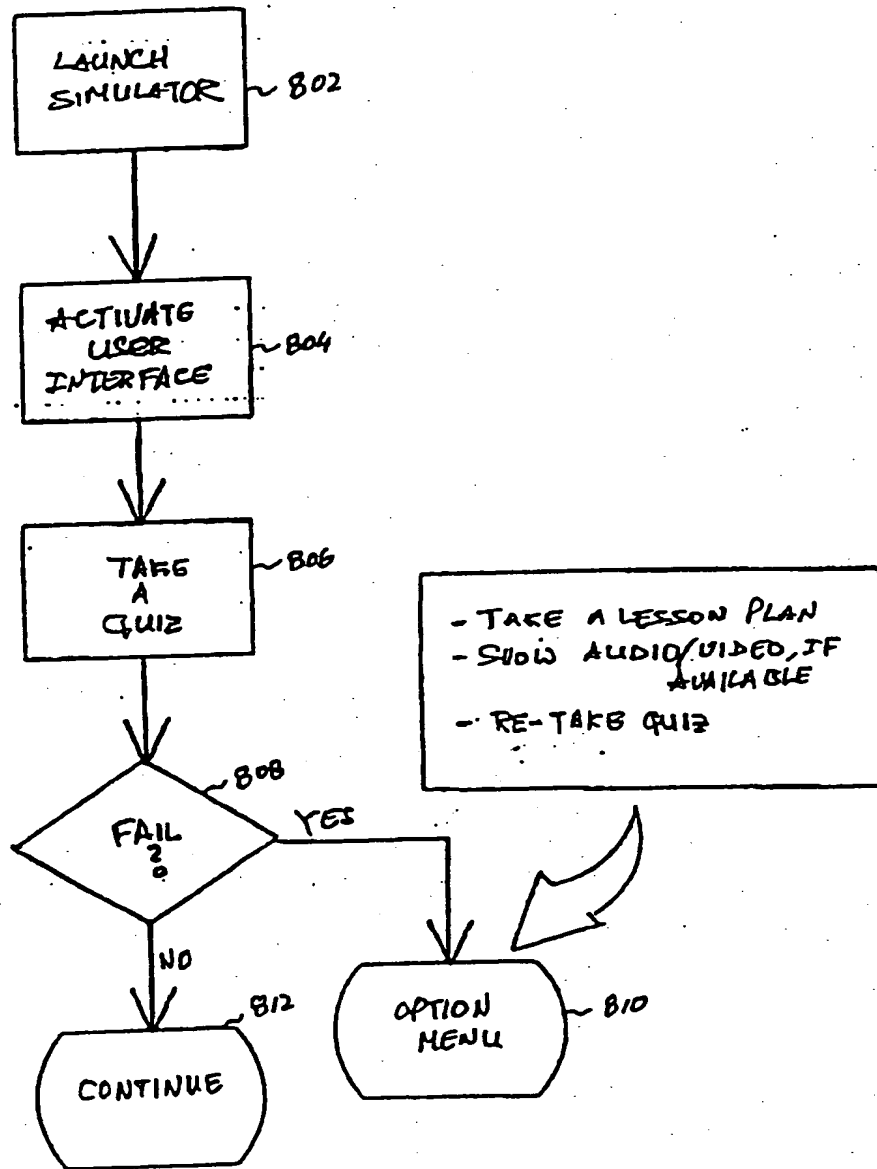 LAUNCH
SIMULATOR
802
ACTIVATE
USER
INTERFACE
804
TAKE
A
QUIZ
806
- TAKE A LESSON PLAN
- SHOW AUDIO/VIDEO, IF
AVAILABLE
- RE-TAKE QUIZ
808
FAIL
?
YES
NO
812
CONTINUE
OPTION
MENU
810